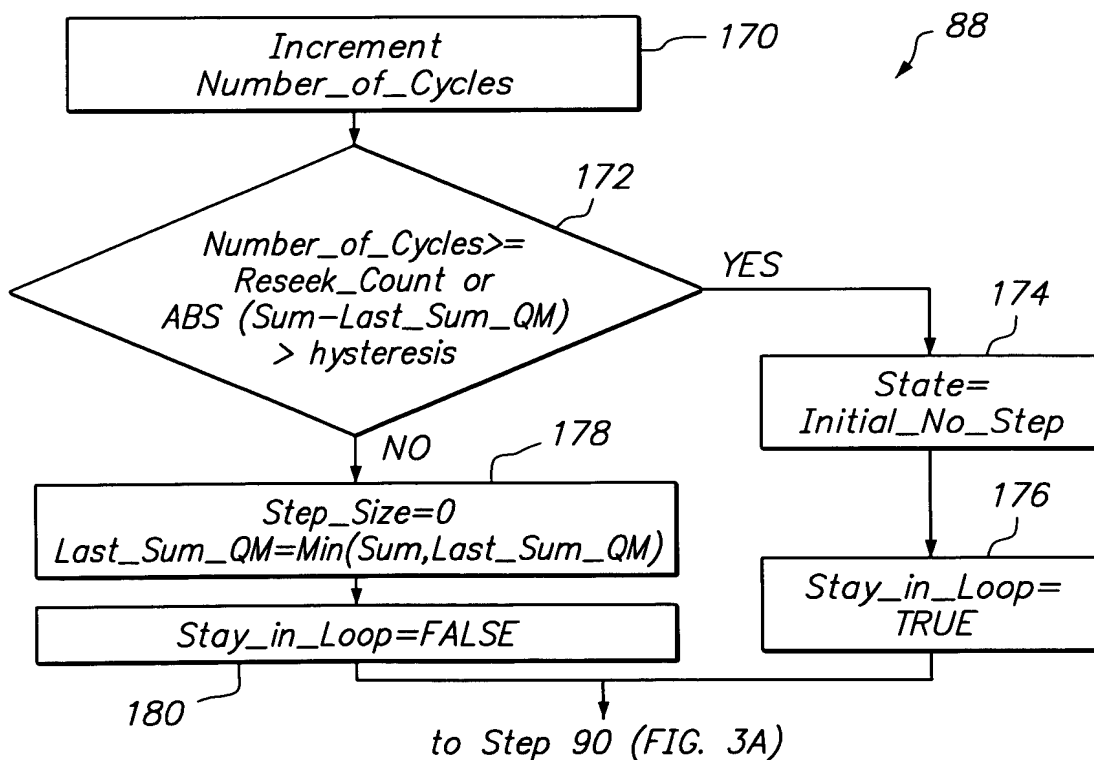 Increment
Number_of_Cycles
170
88
172
Number_of_Cycles>=
Reseek_Count or
ABS (Sum-Last_Sum_QM)
> hysteresis
YES
174
State=
Initial_No_Step
NO
178
Step_Size=0
Last_Sum_QM=Min(Sum,Last_Sum_QM)
176
Stay_in_Loop=
TRUE
Stay_in_Loop=FALSE
180
to Step 90 (FIG. 3A)